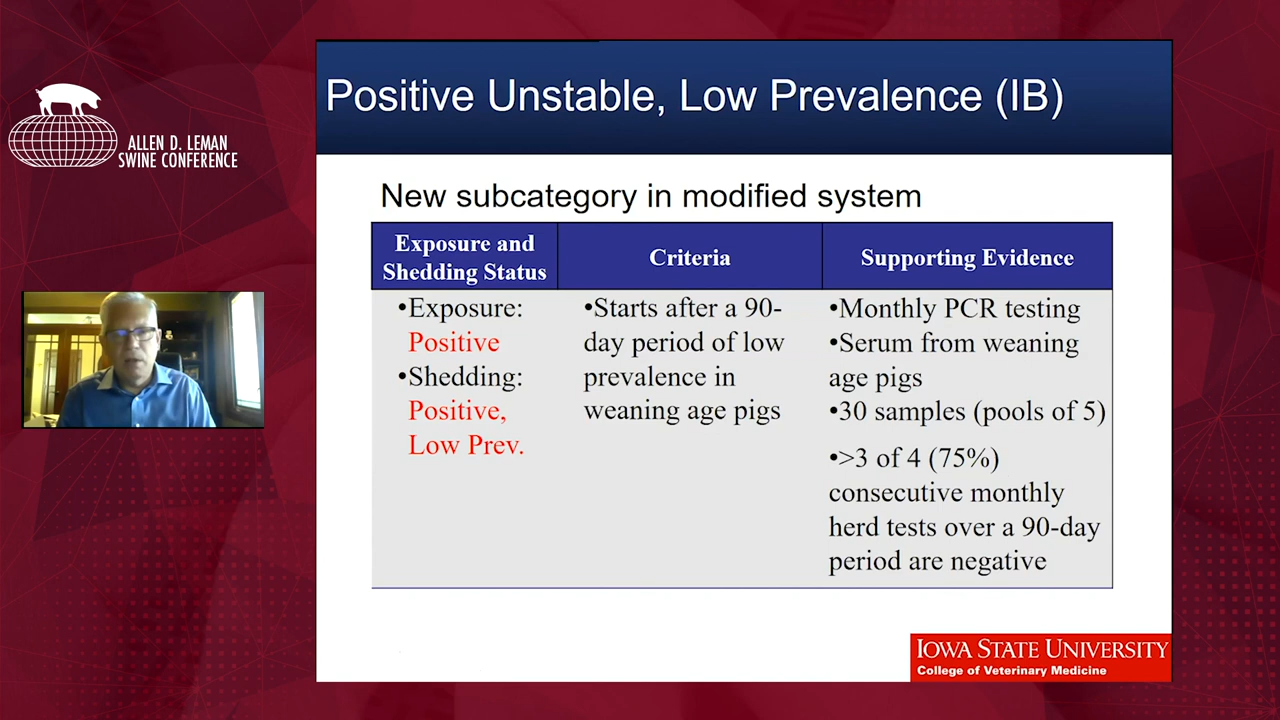 ALLEN D. LEMAN
SWINE CONFERENCE
Positive Unstable, Low Prevalence (IB)
New subcategory in modified system
Exposure and
Shedding Status
Criteria
Supporting Evidence
•Exposure:
Positive
•Shedding:
Positive,
Low Prev.
•Starts after a 90-
day period of low
prevalence in
weaning age pigs
•Monthly PCR testing
•Serum from weaning
age pigs
•30 samples (pools of 5)
•>3 of 4 (75%)
consecutive monthly
herd tests over a 90-day
period are negative
IOWA STATE UNIVERSITY
College of Veterinary Medicine